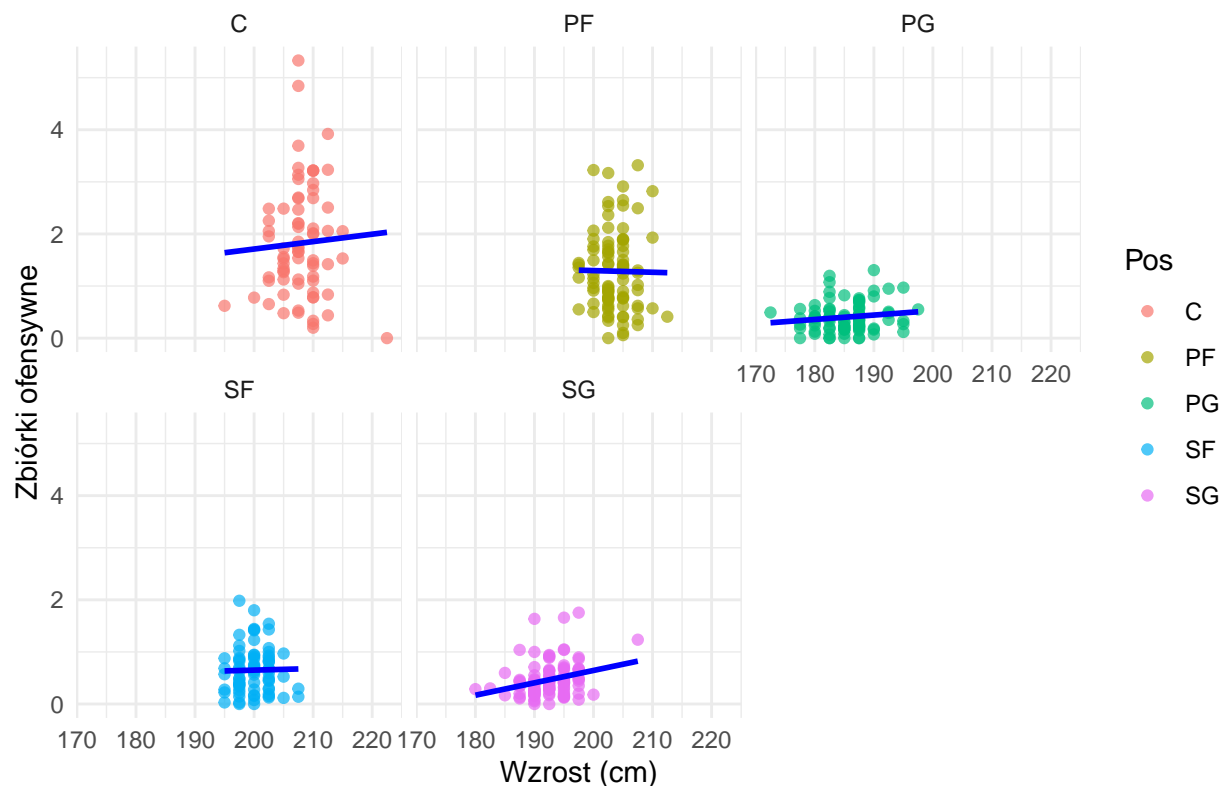 C PF PG
4
2
0
170 180 190 200 210 220
SF SG
4
2
0
170 180 190 200 210 220 170 180 190 200 210 220
Wzrost (cm)
Zbiórki ofensywne
Pos
C
PF
PG
SF
SG